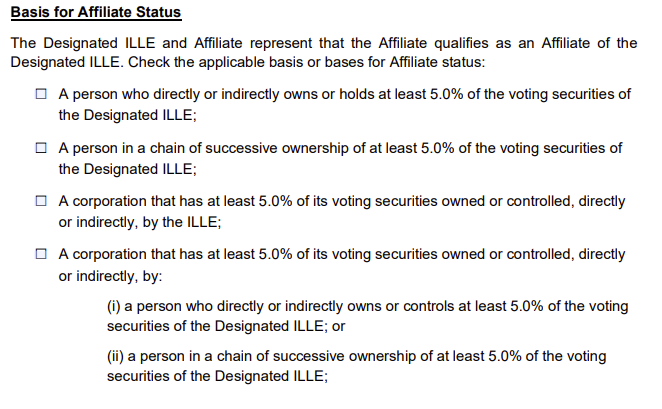 Basis for Affiliate Status
The Designated ILLE and Affiliate represent that the Affiliate qualifies as an Affiliate of the
Designated ILLE. Check the applicable basis or bases for Affiliate status:
☐ A person who directly or indirectly owns or holds at least 5.0% of the voting securities of
the Designated ILLE;
☐ A person in a chain of successive ownership of at least 5.0% of the voting securities of
the Designated ILLE;
☐ A corporation that has at least 5.0% of its voting securities owned or controlled, directly
or indirectly, by the ILLE;
☐ A corporation that has at least 5.0% of its voting securities owned or controlled, directly
or indirectly, by:
(i) a person who directly or indirectly owns or controls at least 5.0% of the voting
securities of the Designated ILLE; or
(ii) a person in a chain of successive ownership of at least 5.0% of the voting
securities of the Designated ILLE;